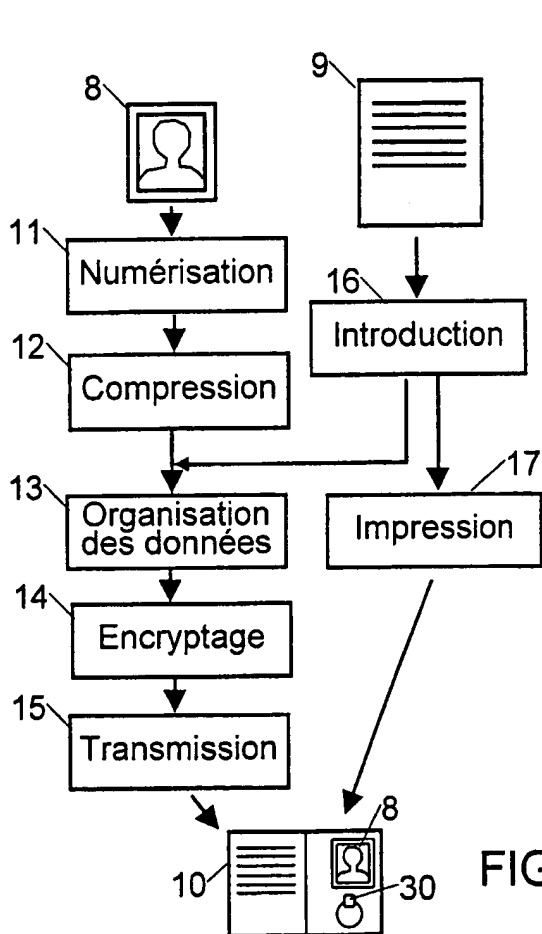 8
9
11
Numérisation
16
Introduction
12
Compression
13
Organisation
des données
17
Impression
14
Encryptage
15
Transmission
8
10
30
FIG